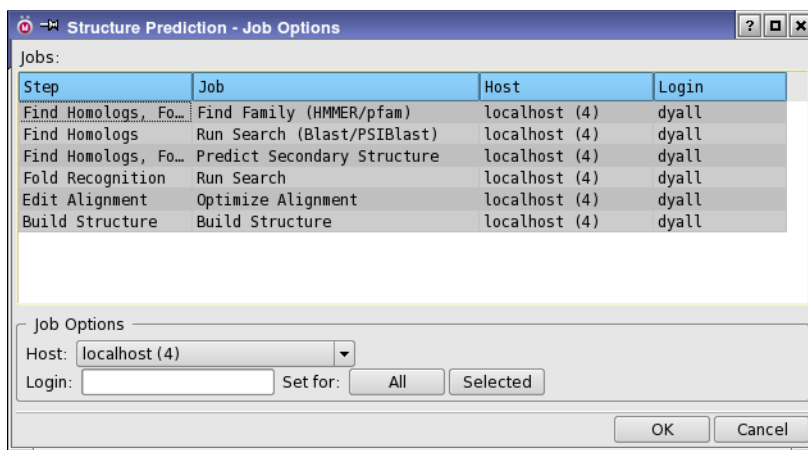 Structure Prediction - Job Options
Jobs:
Step Job Host Login
Find Homologs, Fo… Find Family (HMMER/pfam) localhost (4) dyall
Find Homologs Run Search (Blast/PSIBlast) localhost (4) dyall
Find Homologs, Fo… Predict Secondary Structure localhost (4) dyall
Fold Recognition Run Search localhost (4) dyall
Edit Alignment Optimize Alignment localhost (4) dyall
Build Structure Build Structure localhost (4) dyall
Job Options
Host: localhost (4)
Login: Set for: All Selected
OK Cancel